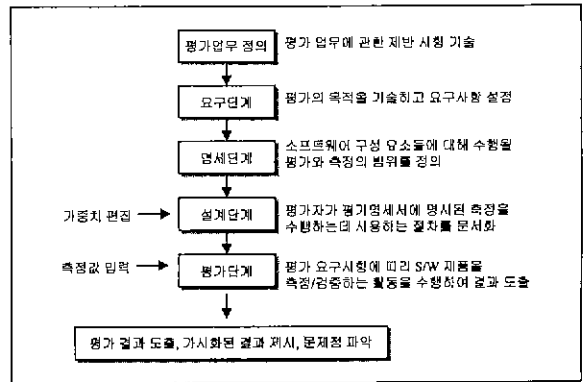 평가업무 정의
평가 업무에 관한 제반 사항 기술
요구단계
평가의 목적을 기술하고 요구사항 설정
명세단계
소프트웨어 구성 요소들에 대해 수행될
평가와 측정의 범위를 정의
가중치 편집
설계단계
평가자가 평가명세서에 명시된 측정을
수행하는데 사용하는 절차를 문서화
측정값 입력
평가단계
평가 요구사항에 따라 S/W 제품을
측정/검증하는 활동을 수행하여 결과 도출
평가 결과 도출, 가시화된 결과 제시, 문제점 파악